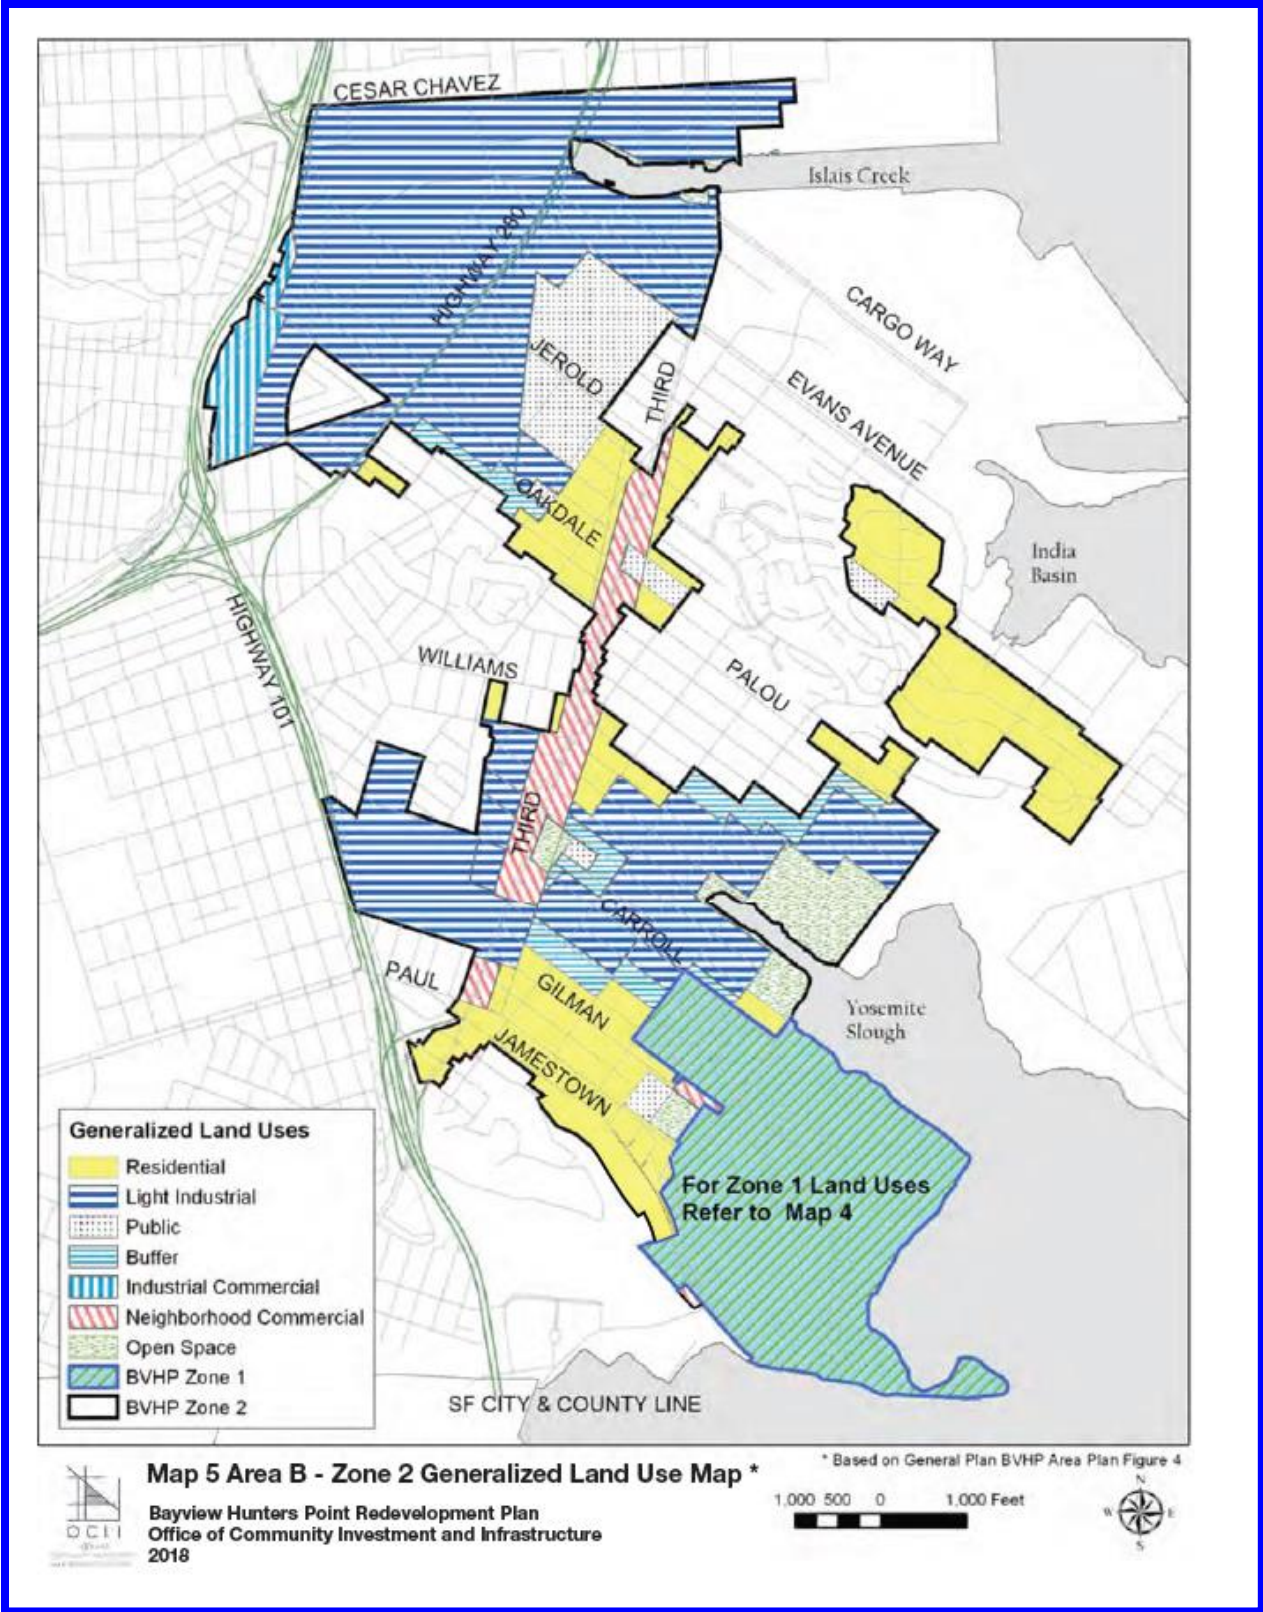 CESAR CHAVEZ
Islais Creek
HIGHWAY 280
CARGO WAY
JEROLD
THIRD
EVANS AVENUE
OAKDALE
India
Basin
HIGHWAY 101
WILLIAMS
PALOU
THIRD
CARROLL
PAUL
GILMAN
Yosemite
Slough
JAMESTOWN
For Zone 1 Land Uses
Refer to Map 4
Generalized Land Uses
Residential
Light Industrial
Public
Buffer
Industrial Commercial
Neighborhood Commercial
Open Space
BVHP Zone 1
BVHP Zone 2
SF CITY & COUNTY LINE
* Based on General Plan BVHP Area Plan Figure 4
Map 5 Area B - Zone 2 Generalized Land Use Map *
Bayview Hunters Point Redevelopment Plan
Office of Community Investment and Infrastructure
2018
OCII
1,000 500 0 1,000 Feet
N
W E
S